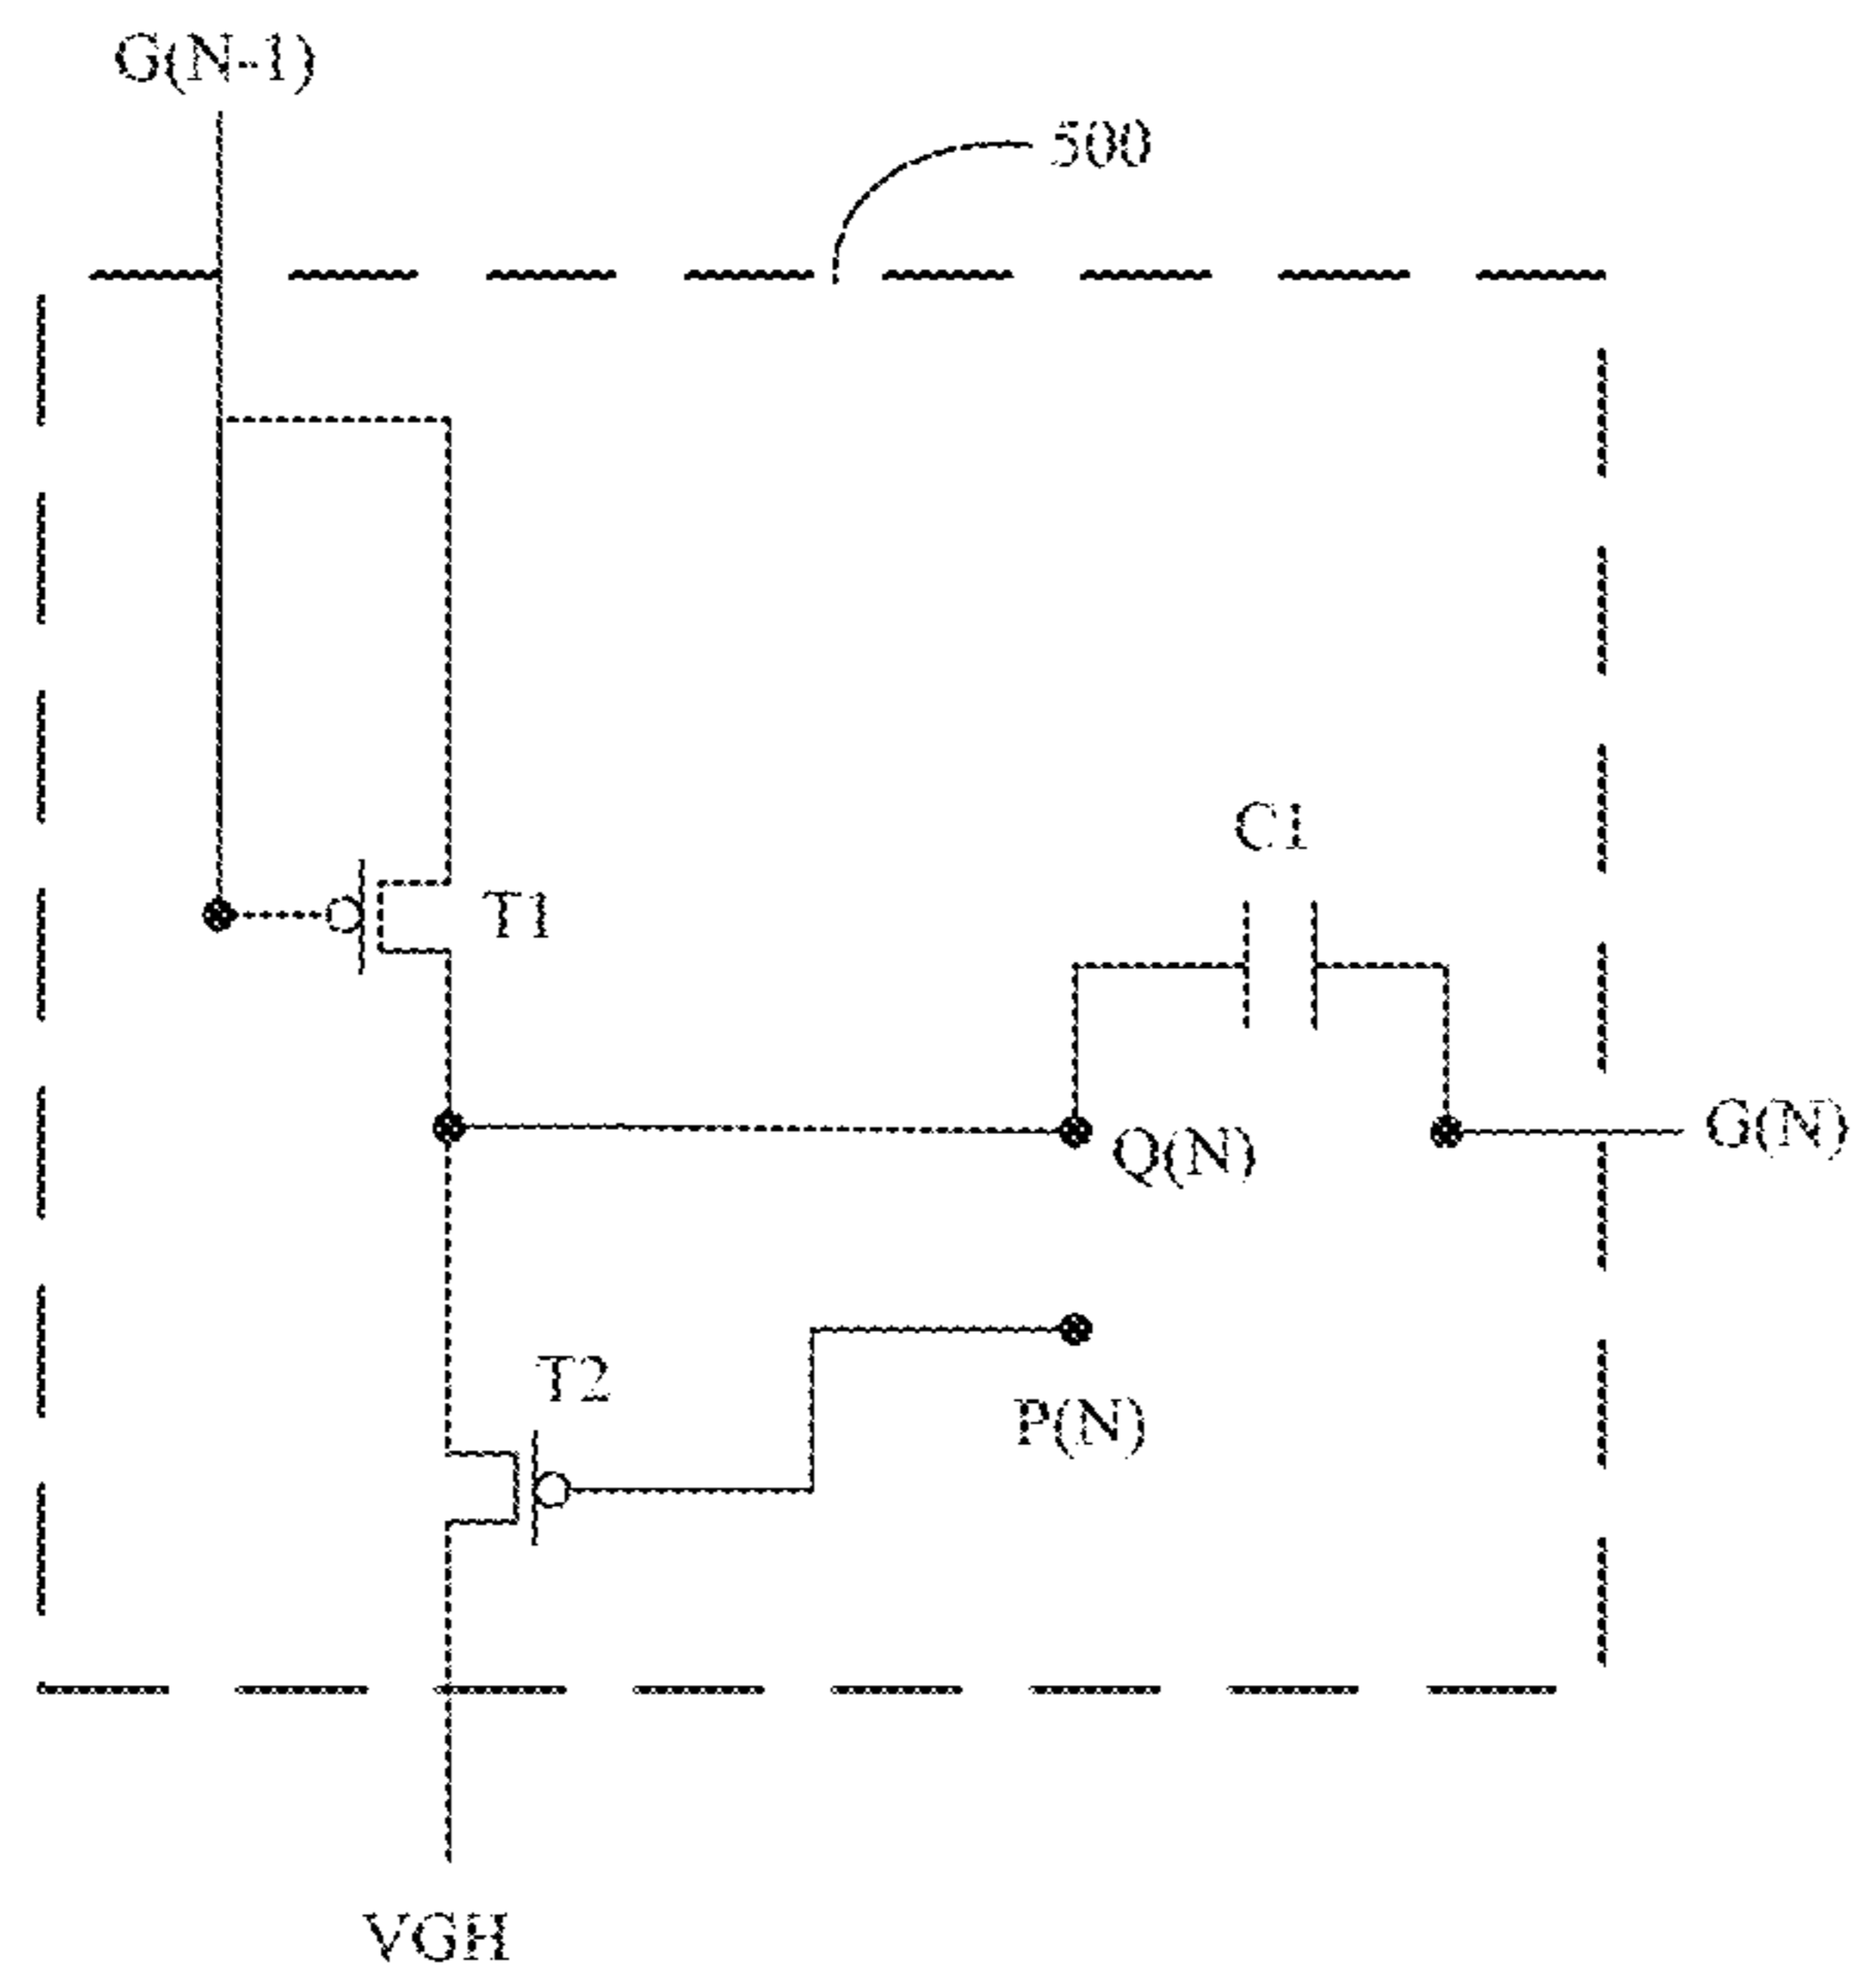 G(N-1)
500
C1
T1
G(N)
Q(N)
T2
P(N)
VGH